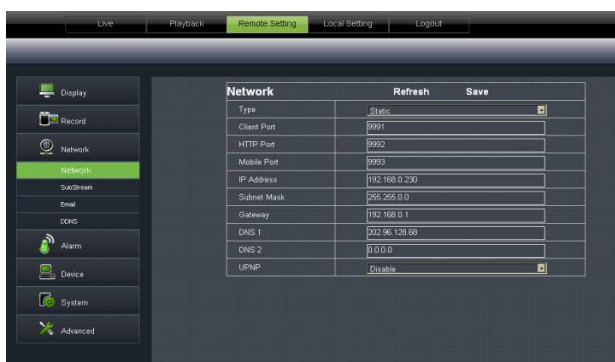 Live Playback Remote Setting Local Setting Logout
Display
Record
Network
Network
SubStream
Email
DDNS
Alarm
Device
System
Advanced
Network Refresh Save
Type Static
Client Port 9991
HTTP Port 9992
Mobile Port 9993
IP Address 192.168.0.230
Subnet Mask 255.255.0.0
Gateway 192.168.0.1
DNS 1 202.96.128.68
DNS 2 0.0.0.0
UPNP Disable